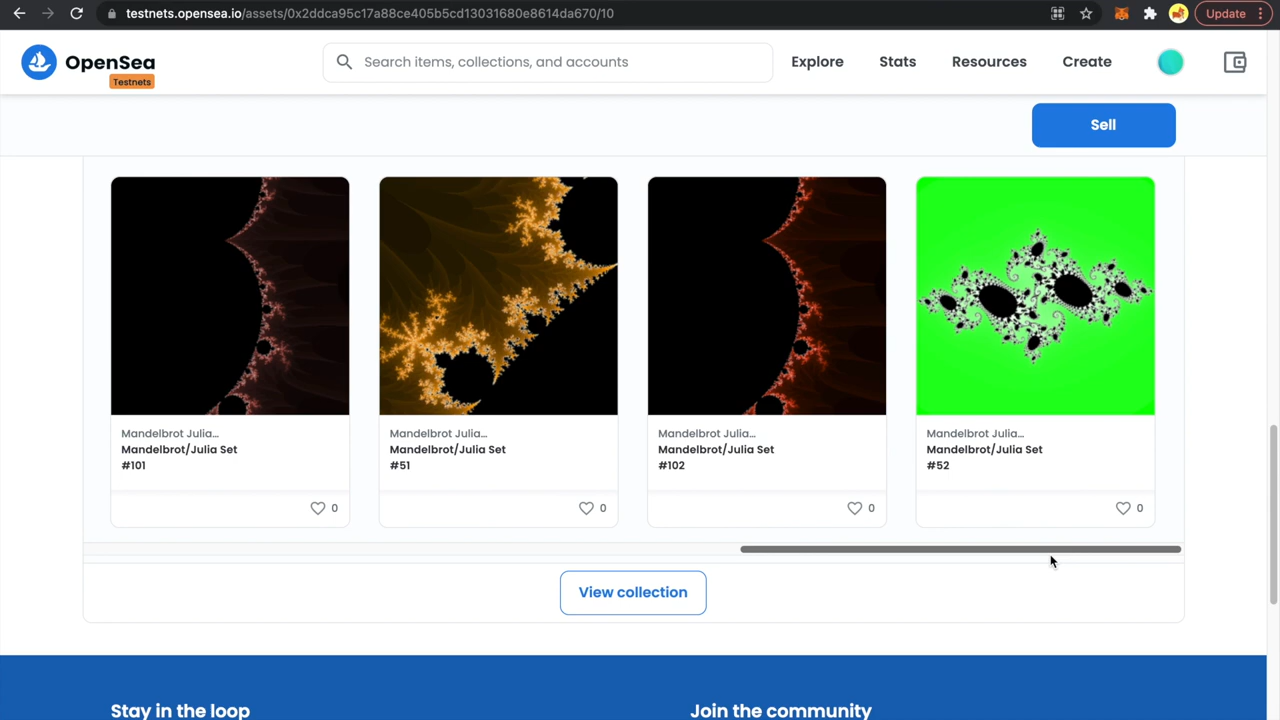 testnets.opensea.io/assets/0x2ddca95c17a88ce405b5cd13031680e8614da670/10
Update
OpenSea
Testnets
Search items, collections, and accounts
Explore
Stats
Resources
Create
Sell
Mandelbrot Julia...
Mandelbrot/Julia Set
#101
0
Mandelbrot Julia...
Mandelbrot/Julia Set
#51
0
Mandelbrot Julia...
Mandelbrot/Julia Set
#102
0
Mandelbrot Julia...
Mandelbrot/Julia Set
#52
0
View collection
Stay in the loop
Join the community